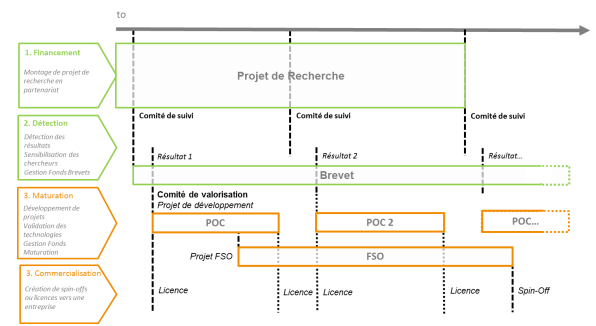 to
1. Financement
Montage de projet de
recherche en
partenariat
Projet de Recherche
Comité de suivi
Comité de suivi
Comité de suivi
2. Détection
Détection des
résultats
Sensibilisation des
chercheurs
Gestion Fonds Brevets
Résultat 1
Résultat 2
Résultat...
Brevet
Comité de valorisation
Projet de développement
3. Maturation
Développement de
projets
Validation des
technologies
Gestion Fonds
Maturation
POC
POC 2
POC...
Projet FSO
FSO
3. Commercialisation
Création de spin-offs
ou licences vers une
entreprise
Licence
Licence
Licence
Licence
Spin-Off